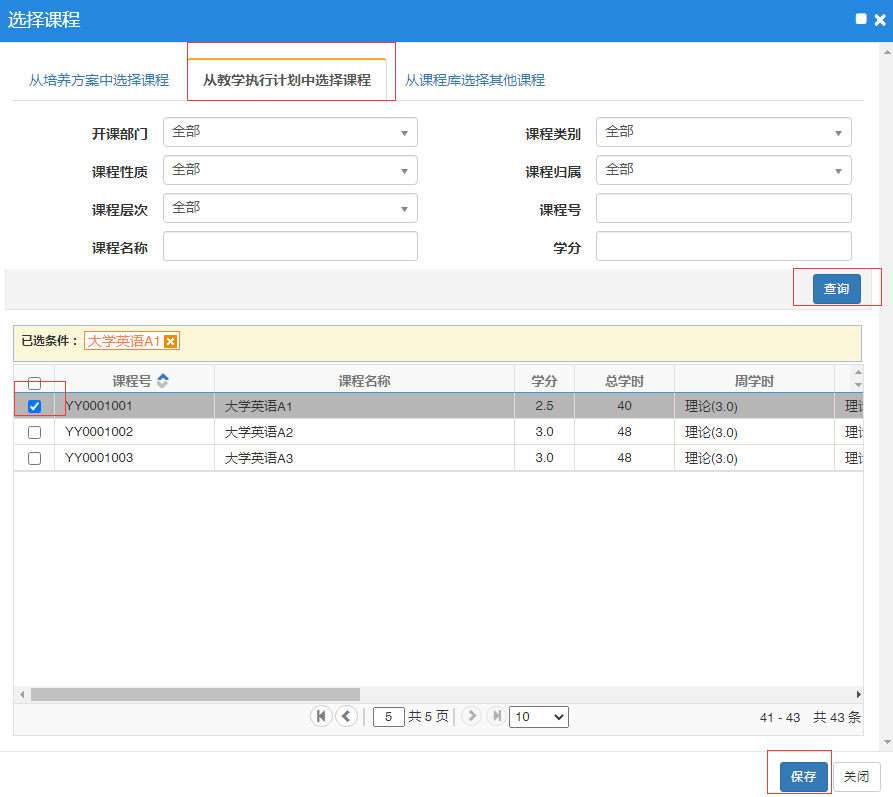 选择课程
从培养方案中选择课程 从教学执行计划中选择课程 从课程库选择其他课程
开课部门 全部 课程类别 全部
课程性质 全部 课程归属 全部
课程层次 全部 课程号
课程名称 学分
查询
已选条件： 大学英语A1
课程号 课程名称 学分 总学时 周学时
YY0001001 大学英语A1 2.5 40 理论(3.0) 理论
YY0001002 大学英语A2 3.0 48 理论(3.0) 理论
YY0001003 大学英语A3 3.0 48 理论(3.0) 理论
5 共 5 页 10 41 - 43 共 43 条
保存 关闭